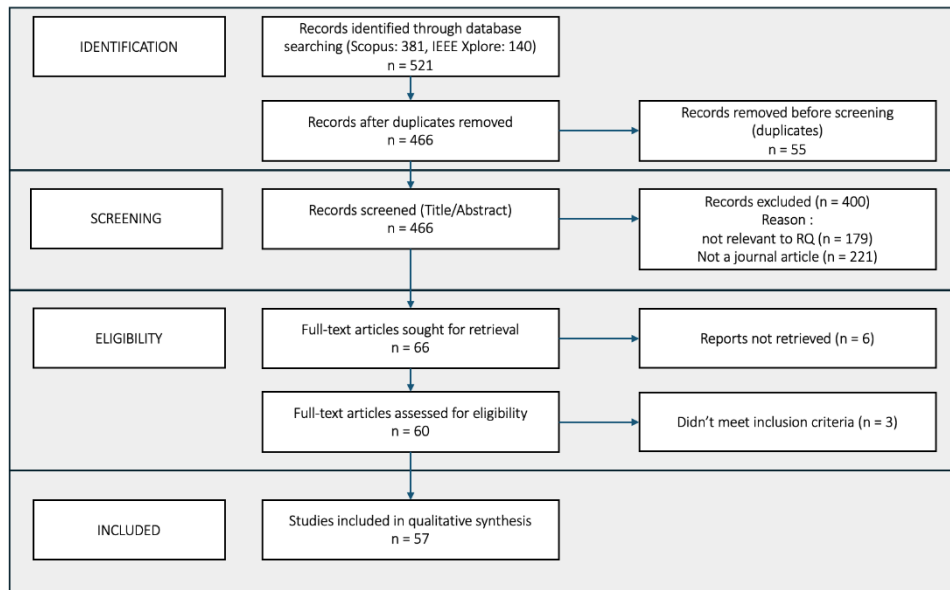 IDENTIFICATION
Records identified through database
searching (Scopus: 381, IEEE Xplore: 140)
n = 521
Records after duplicates removed
n = 466
Records removed before screening
(duplicates)
n = 55
SCREENING
Records screened (Title/Abstract)
n = 466
Records excluded (n = 400)
Reason :
not relevant to RQ (n = 179)
Not a journal article (n = 221)
ELIGIBILITY
Full-text articles sought for retrieval
n = 66
Reports not retrieved (n = 6)
Full-text articles assessed for eligibility
n = 60
Didn't meet inclusion criteria (n = 3)
INCLUDED
Studies included in qualitative synthesis
n = 57